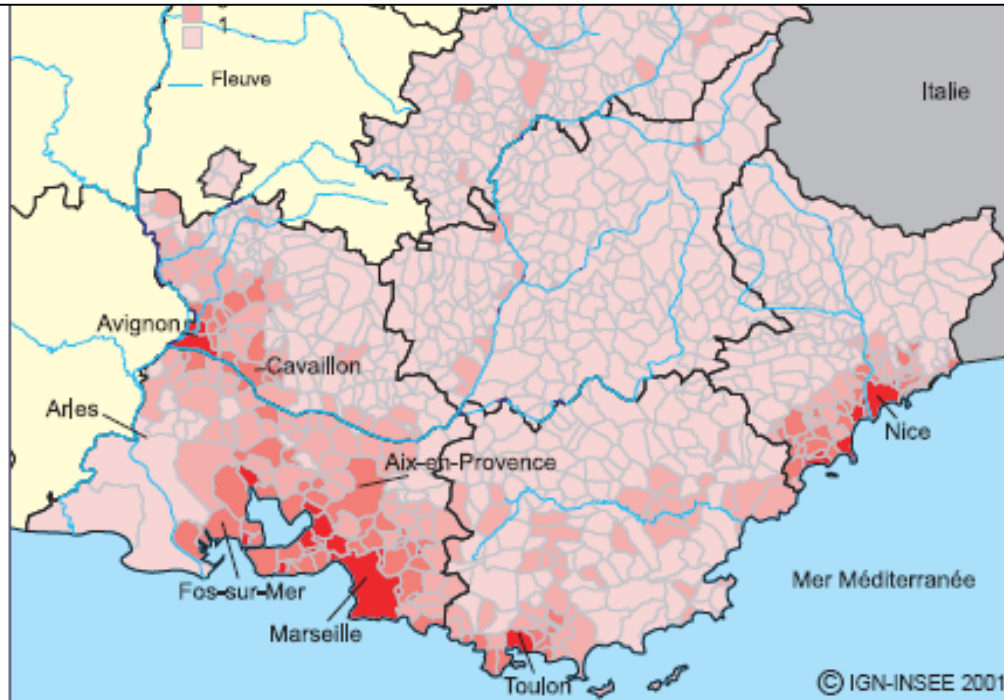 1
Fleuve
Italie
Avignon
Cavaillon
Arles
Nice
Aix-en-Provence
Mer Méditerranée
Fos-sur-Mer
Marseille
Toulon
© IGN-INSEE 2001